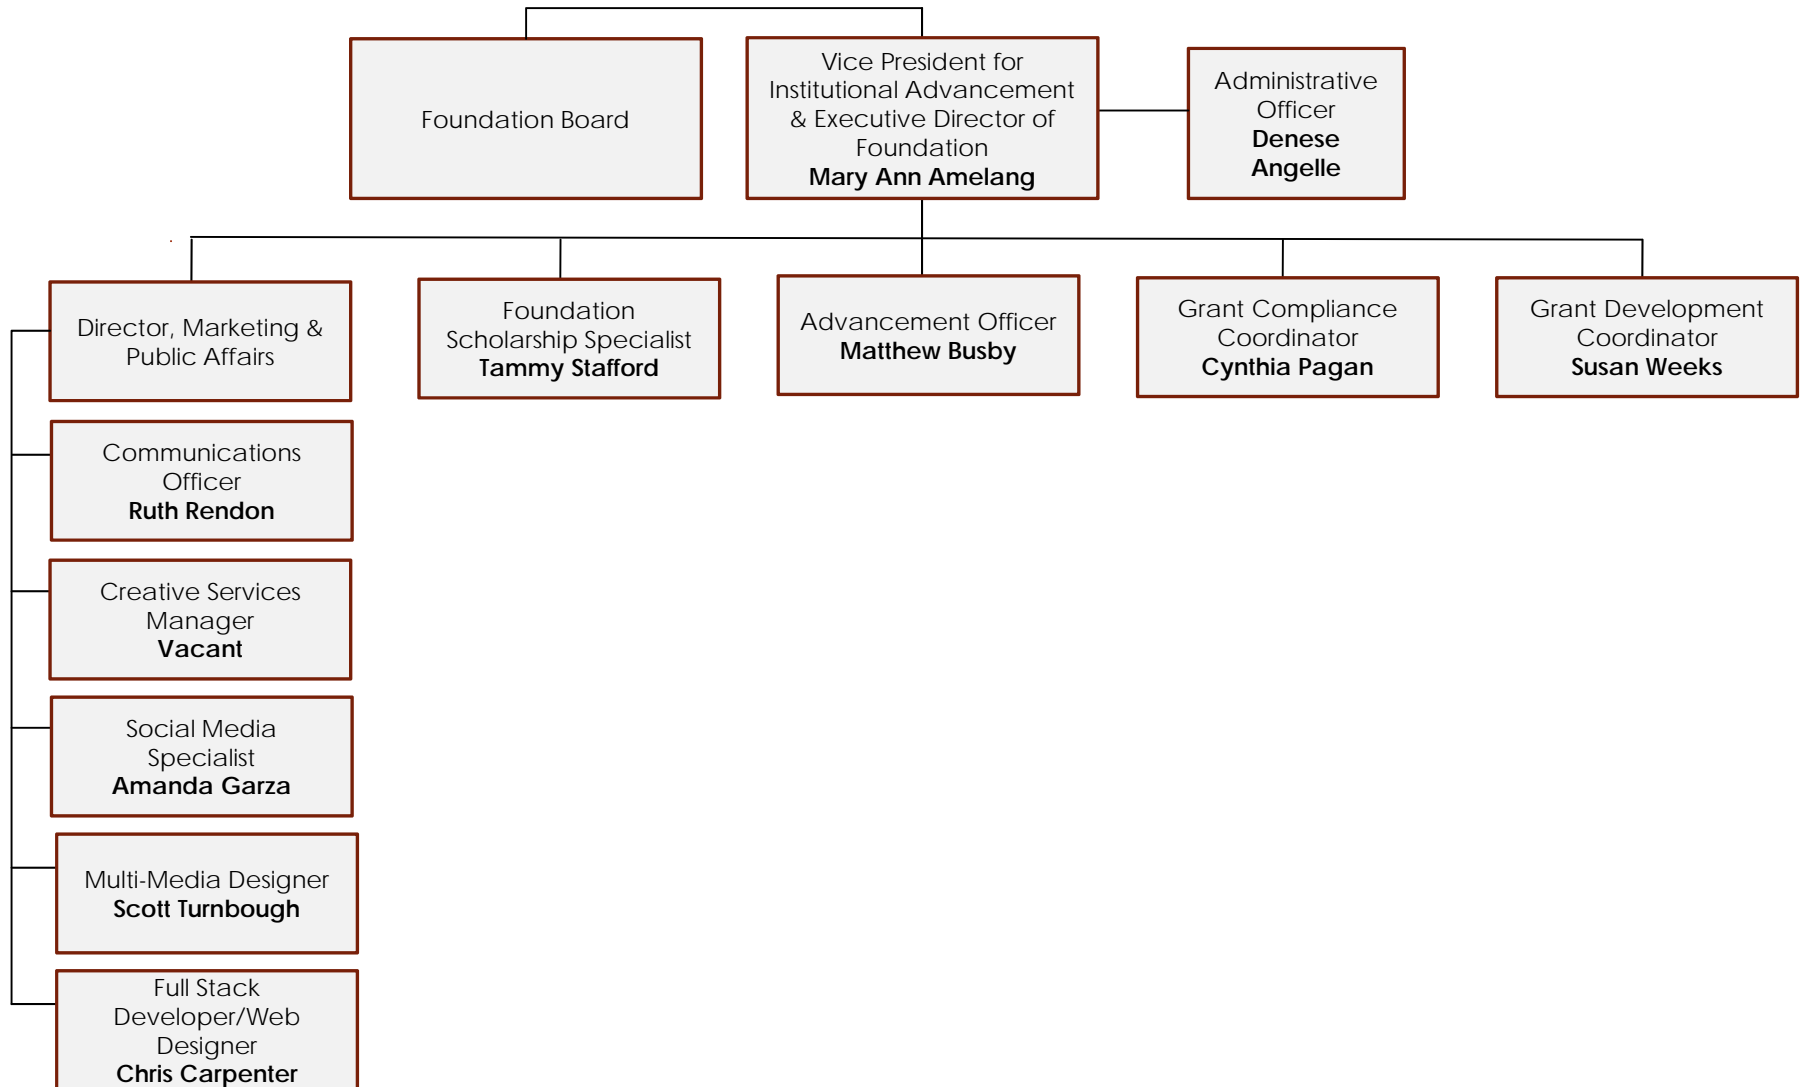 Foundation Board
Vice President for
Institutional Advancement
& Executive Director of
Foundation
Mary Ann Amelang
Administrative
Officer
Denese
Angelle
Director, Marketing &
Public Affairs
Foundation
Scholarship Specialist
Tammy Stafford
Advancement Officer
Matthew Busby
Grant Compliance
Coordinator
Cynthia Pagan
Grant Development
Coordinator
Susan Weeks
Communications
Officer
Ruth Rendon
Creative Services
Manager
Vacant
Social Media
Specialist
Amanda Garza
Multi-Media Designer
Scott Turnbough
Full Stack
Developer/Web
Designer
Chris Carpenter